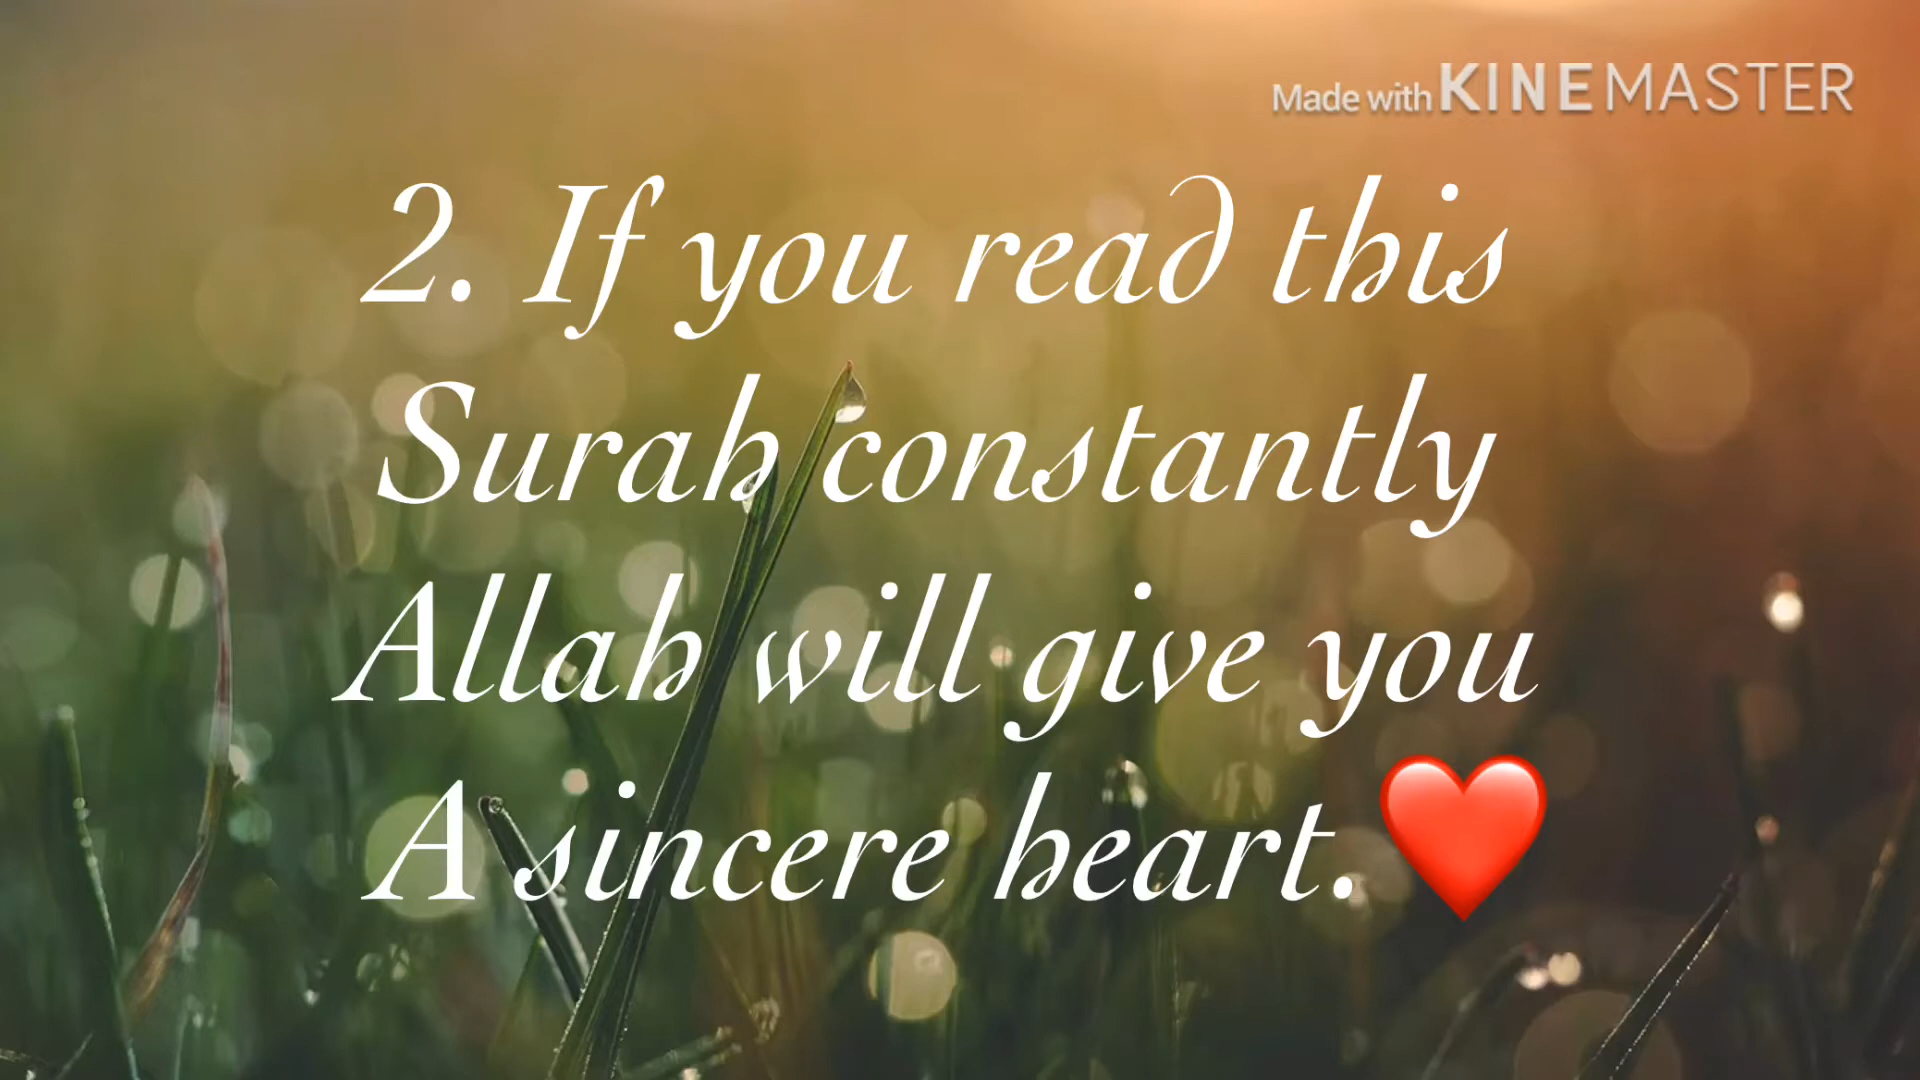 Made with KINEMASTER
2. If you read this
Surah constantly
Allah will give you
A sincere heart.❤️